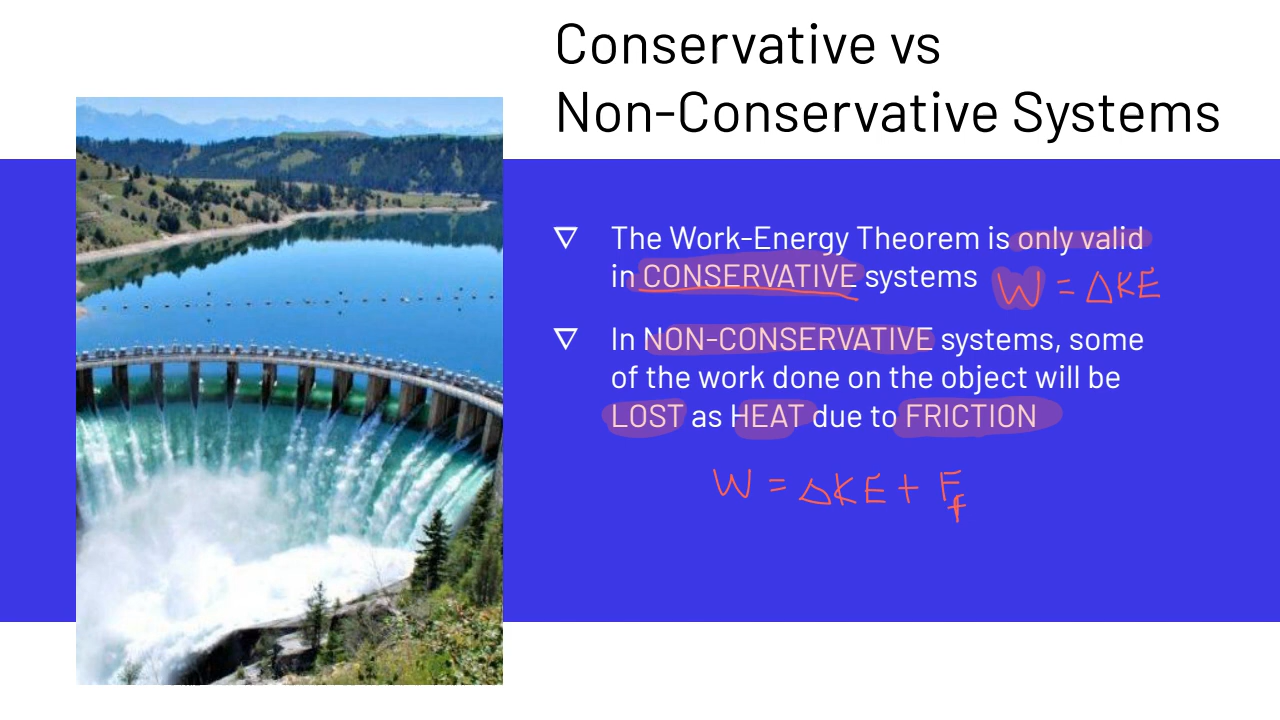 Conservative vs
Non-Conservative Systems
The Work-Energy Theorem is only valid
in CONSERVATIVE systems W = ΔKE
In NON-CONSERVATIVE systems, some
of the work done on the object will be
LOST as HEAT due to FRICTION
W = ΔKE + Ff